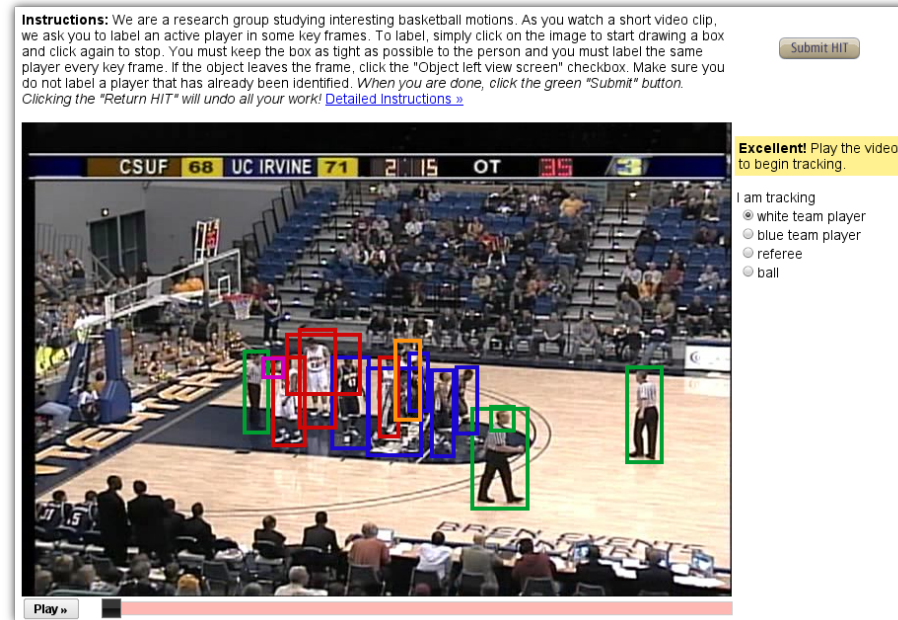 Instructions: We are a research group studying interesting basketball motions. As you watch a short video clip,
we ask you to label an active player in some key frames. To label, simply click on the image to start drawing a box
and click again to stop. You must keep the box as tight as possible to the person and you must label the same
player every key frame. If the object leaves the frame, click the "Object left view screen" checkbox. Make sure you
do not label a player that has already been identified. When you are done, click the green "Submit" button.
Clicking the "Return HIT" will undo all your work! Detailed Instructions »
Submit HIT
CSUF 68 UC IRVINE 71 2:15 OT 35 3
Excellent! Play the video
to begin tracking.
I am tracking
white team player
blue team player
referee
ball
Play »